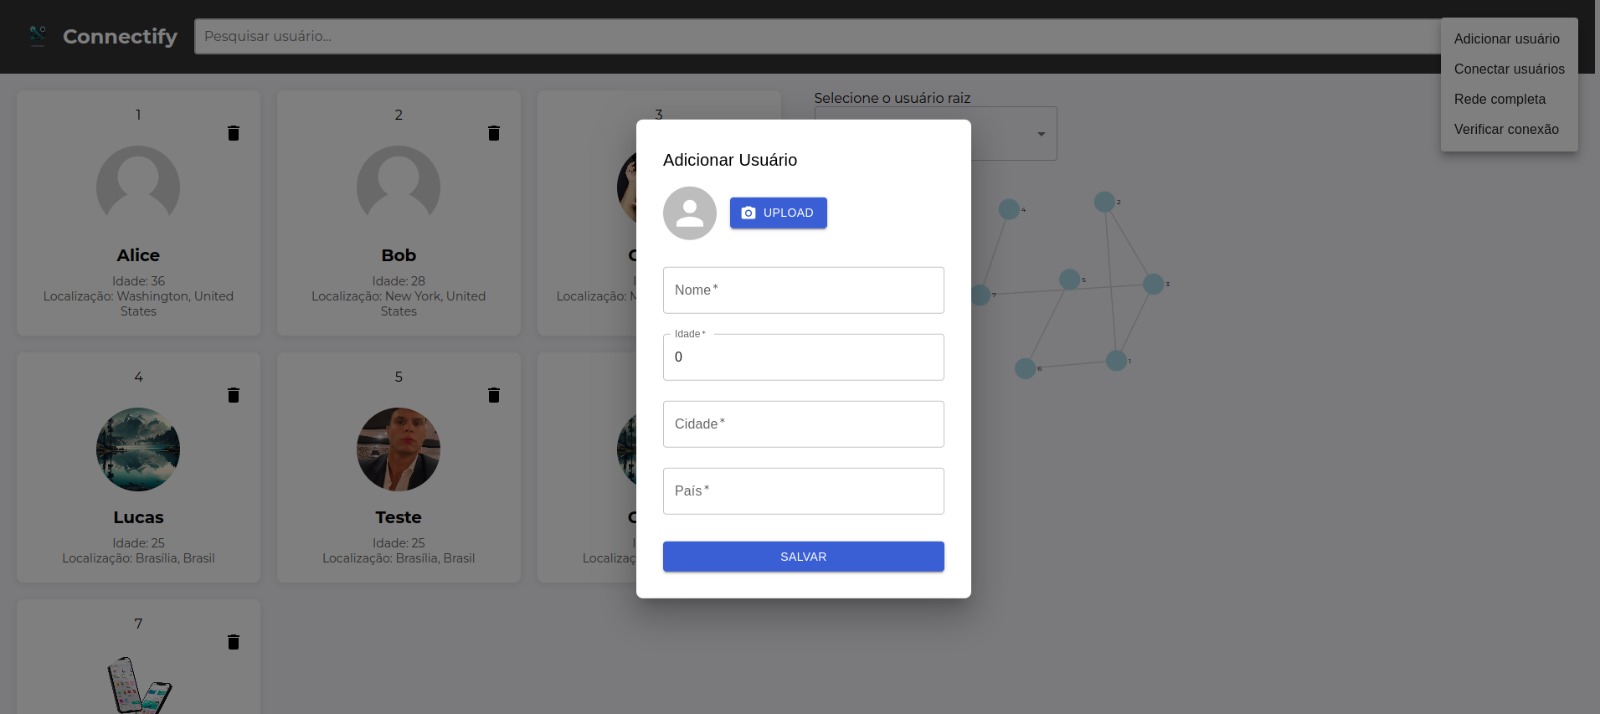 Connectify
Pesquisar usuário...
Adicionar usuário
Conectar usuários
Rede completa
Verificar conexão
1
Alice
Idade: 36
Localização: Washington, United
States
2
Bob
Idade: 28
Localização: New York, United
States
3
4
Lucas
Idade: 25
Localização: Brasília, Brasil
5
Teste
Idade: 25
Localização: Brasília, Brasil
7
Selecione o usuário raiz
4
2
5
3
7
6
1
Adicionar Usuário
UPLOAD
Nome *
Idade *
0
Cidade *
País *
SALVAR